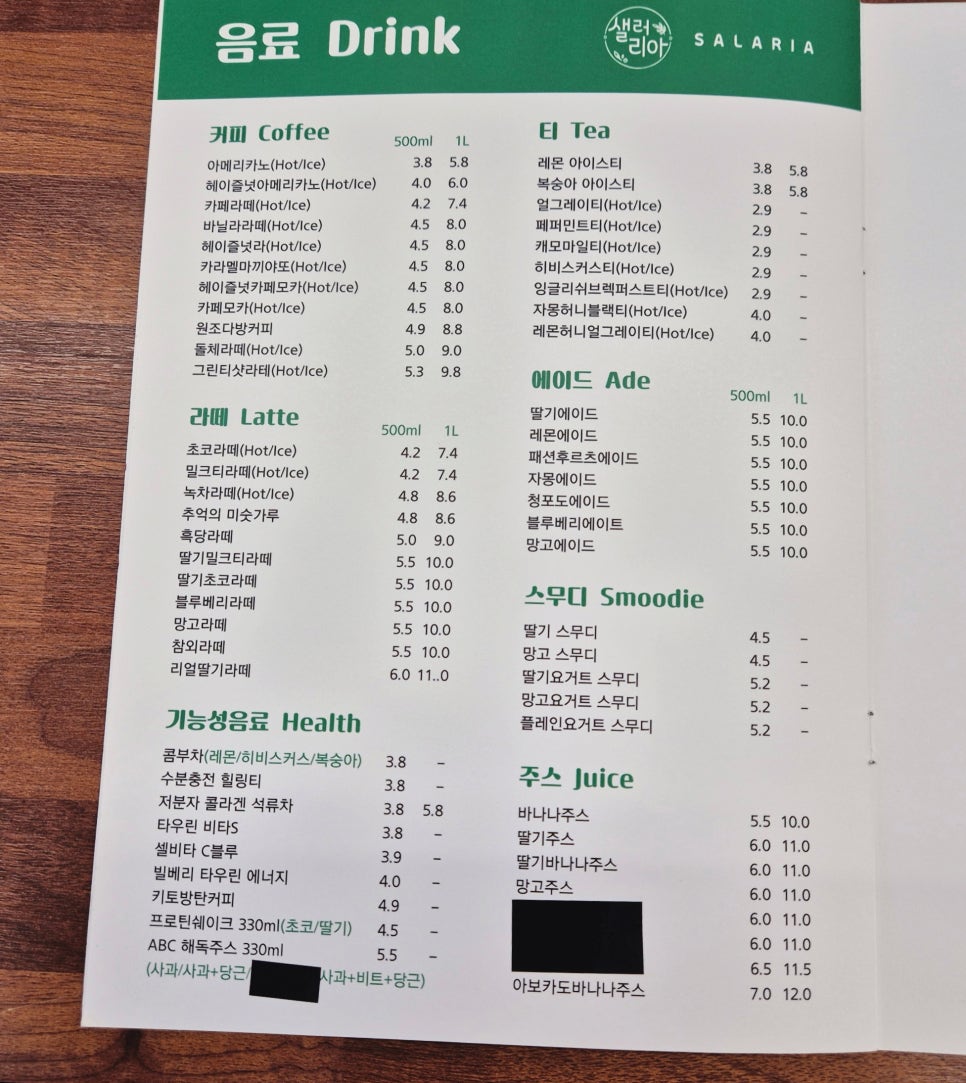 음료 Drink
샐러리아 SALARIA
커피 Coffee 500ml 1L
아메리카노(Hot/Ice) 3.8 5.8
헤이즐넛아메리카노(Hot/Ice) 4.0 6.0
카페라떼(Hot/Ice) 4.2 7.4
바닐라라떼(Hot/Ice) 4.5 8.0
헤이즐넛라(Hot/Ice) 4.5 8.0
카라멜마끼야또(Hot/Ice) 4.5 8.0
헤이즐넛카페모카(Hot/Ice) 4.5 8.0
카페모카(Hot/Ice) 4.5 8.0
원조다방커피 4.9 8.8
돌체라떼(Hot/Ice) 5.0 9.0
그린티샷라테(Hot/Ice) 5.3 9.8
라떼 Latte 500ml 1L
초코라떼(Hot/Ice) 4.2 7.4
밀크티라떼(Hot/Ice) 4.2 7.4
녹차라떼(Hot/Ice) 4.8 8.6
추억의 미숫가루 4.8 8.6
흑당라떼 5.0 9.0
딸기밀크티라떼 5.5 10.0
딸기초코라떼 5.5 10.0
블루베리라떼 5.5 10.0
망고라떼 5.5 10.0
참외라떼 5.5 10.0
리얼딸기라떼 6.0 11..0
기능성음료 Health
콤부차(레몬/히비스커스/복숭아) 3.8 –
수분충전 힐링티 3.8 –
저분자 콜라겐 석류차 3.8 5.8
타우린 비타S 3.8 –
셀비타 C블루 3.9 –
빌베리 타우린 에너지 4.0 –
키토방탄커피 4.9 –
프로틴쉐이크 330ml(초코/딸기) 4.5 –
ABC 해독주스 330ml 5.5 –
(사과/사과+당근/ 사과+비트+당근)
티 Tea
레몬 아이스티 3.8 5.8
복숭아 아이스티 3.8 5.8
얼그레이티(Hot/Ice) 2.9 –
페퍼민트티(Hot/Ice) 2.9 –
캐모마일티(Hot/Ice) 2.9 –
히비스커스티(Hot/Ice) 2.9 –
잉글리쉬브렉퍼스트티(Hot/Ice) 2.9 –
자몽허니블랙티(Hot/Ice) 4.0 –
레몬허니얼그레이티(Hot/Ice) 4.0 –
에이드 Ade 500ml 1L
딸기에이드 5.5 10.0
레몬에이드 5.5 10.0
패션후르츠에이드 5.5 10.0
자몽에이드 5.5 10.0
청포도에이드 5.5 10.0
블루베리에이트 5.5 10.0
망고에이드 5.5 10.0
스무디 Smoodie
딸기 스무디 4.5 –
망고 스무디 4.5 –
딸기요거트 스무디 5.2 –
망고요거트 스무디 5.2 –
플레인요거트 스무디 5.2 –
주스 Juice
바나나주스 5.5 10.0
딸기주스 6.0 11.0
딸기바나나주스 6.0 11.0
망고주스 6.0 11.0
6.0 11.0
6.0 11.0
6.5 11.5
아보카도바나나주스 7.0 12.0